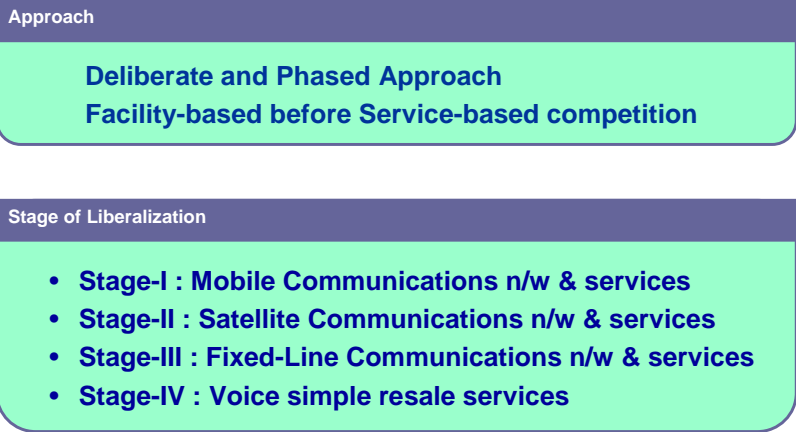 Approach
Deliberate and Phased Approach
Facility-based before Service-based competition
Stage of Liberalization
• Stage-I : Mobile Communications n/w & services
• Stage-II : Satellite Communications n/w & services
• Stage-III : Fixed-Line Communications n/w & services
• Stage-IV : Voice simple resale services